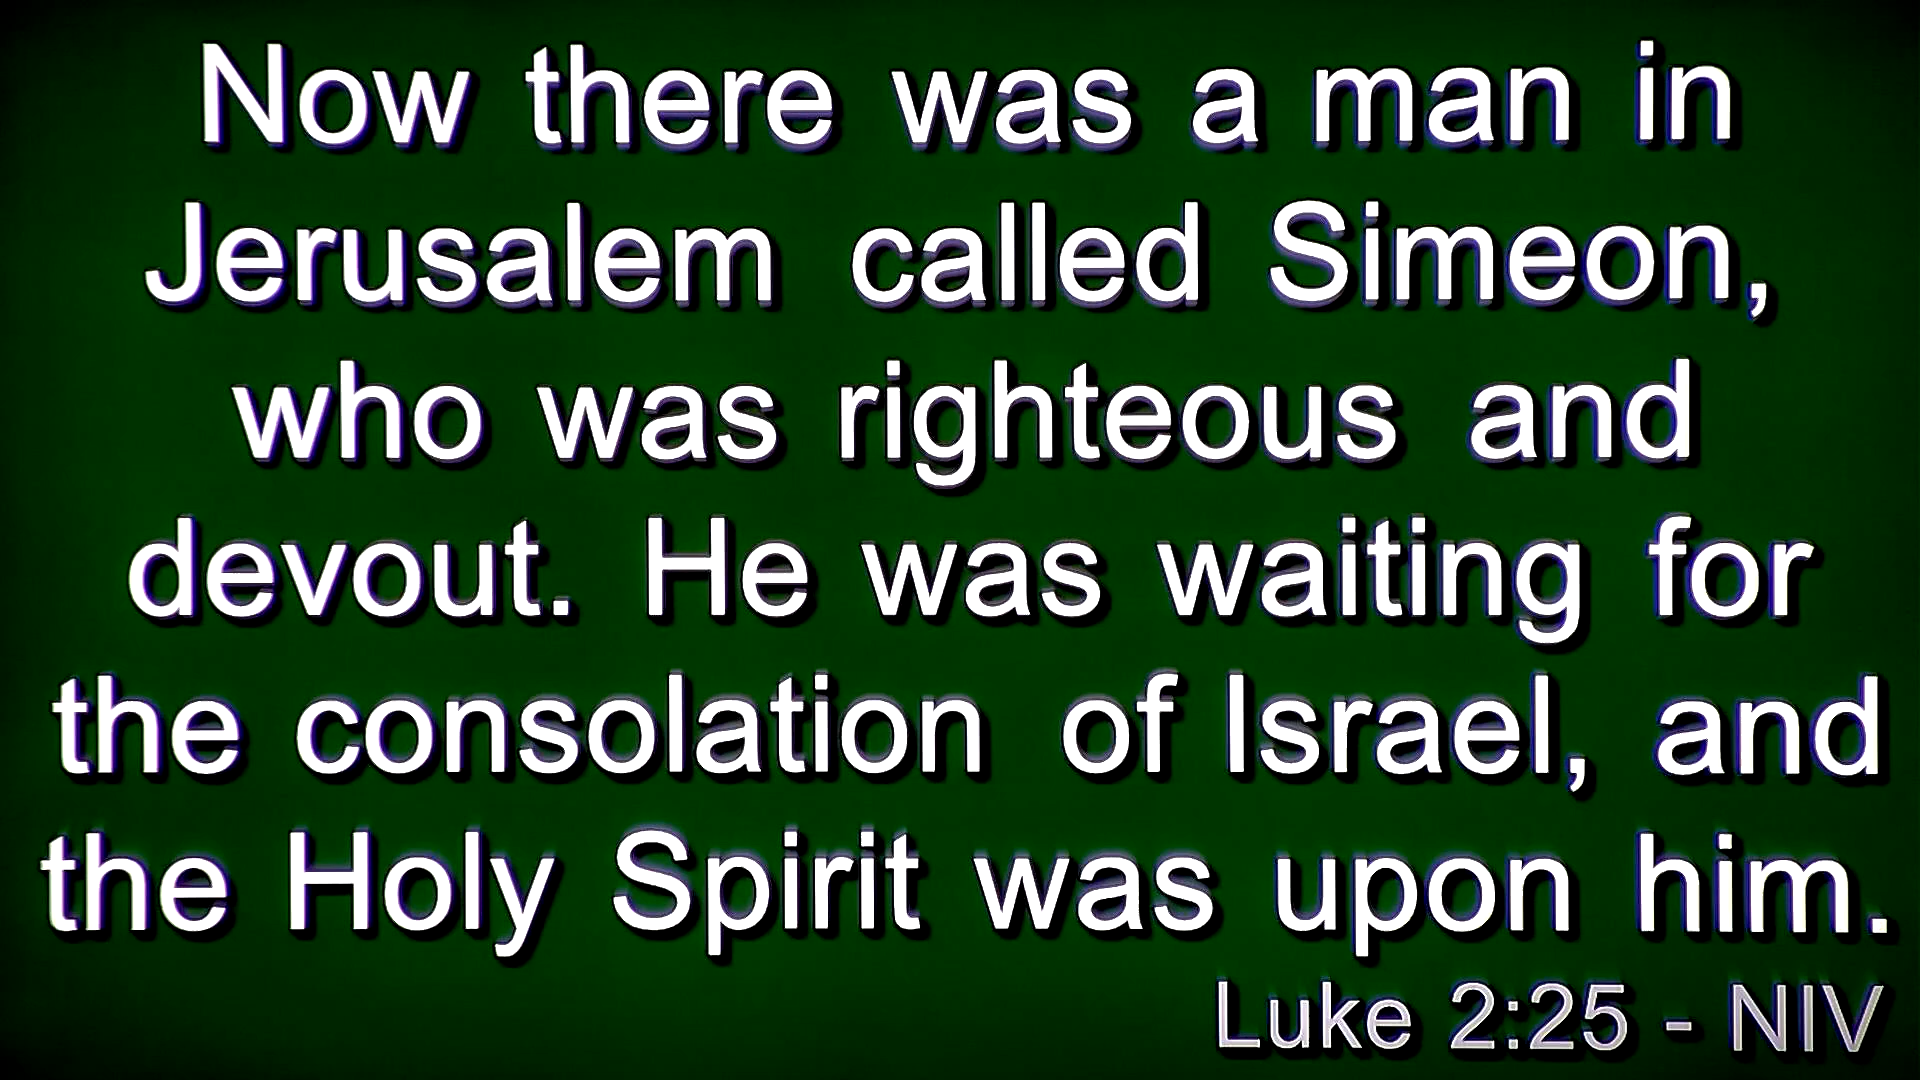 Now there was a man in
Jerusalem called Simeon,
who was righteous and
devout. He was waiting for
the consolation of Israel, and
the Holy Spirit was upon him.
Luke 2:25 - NIV